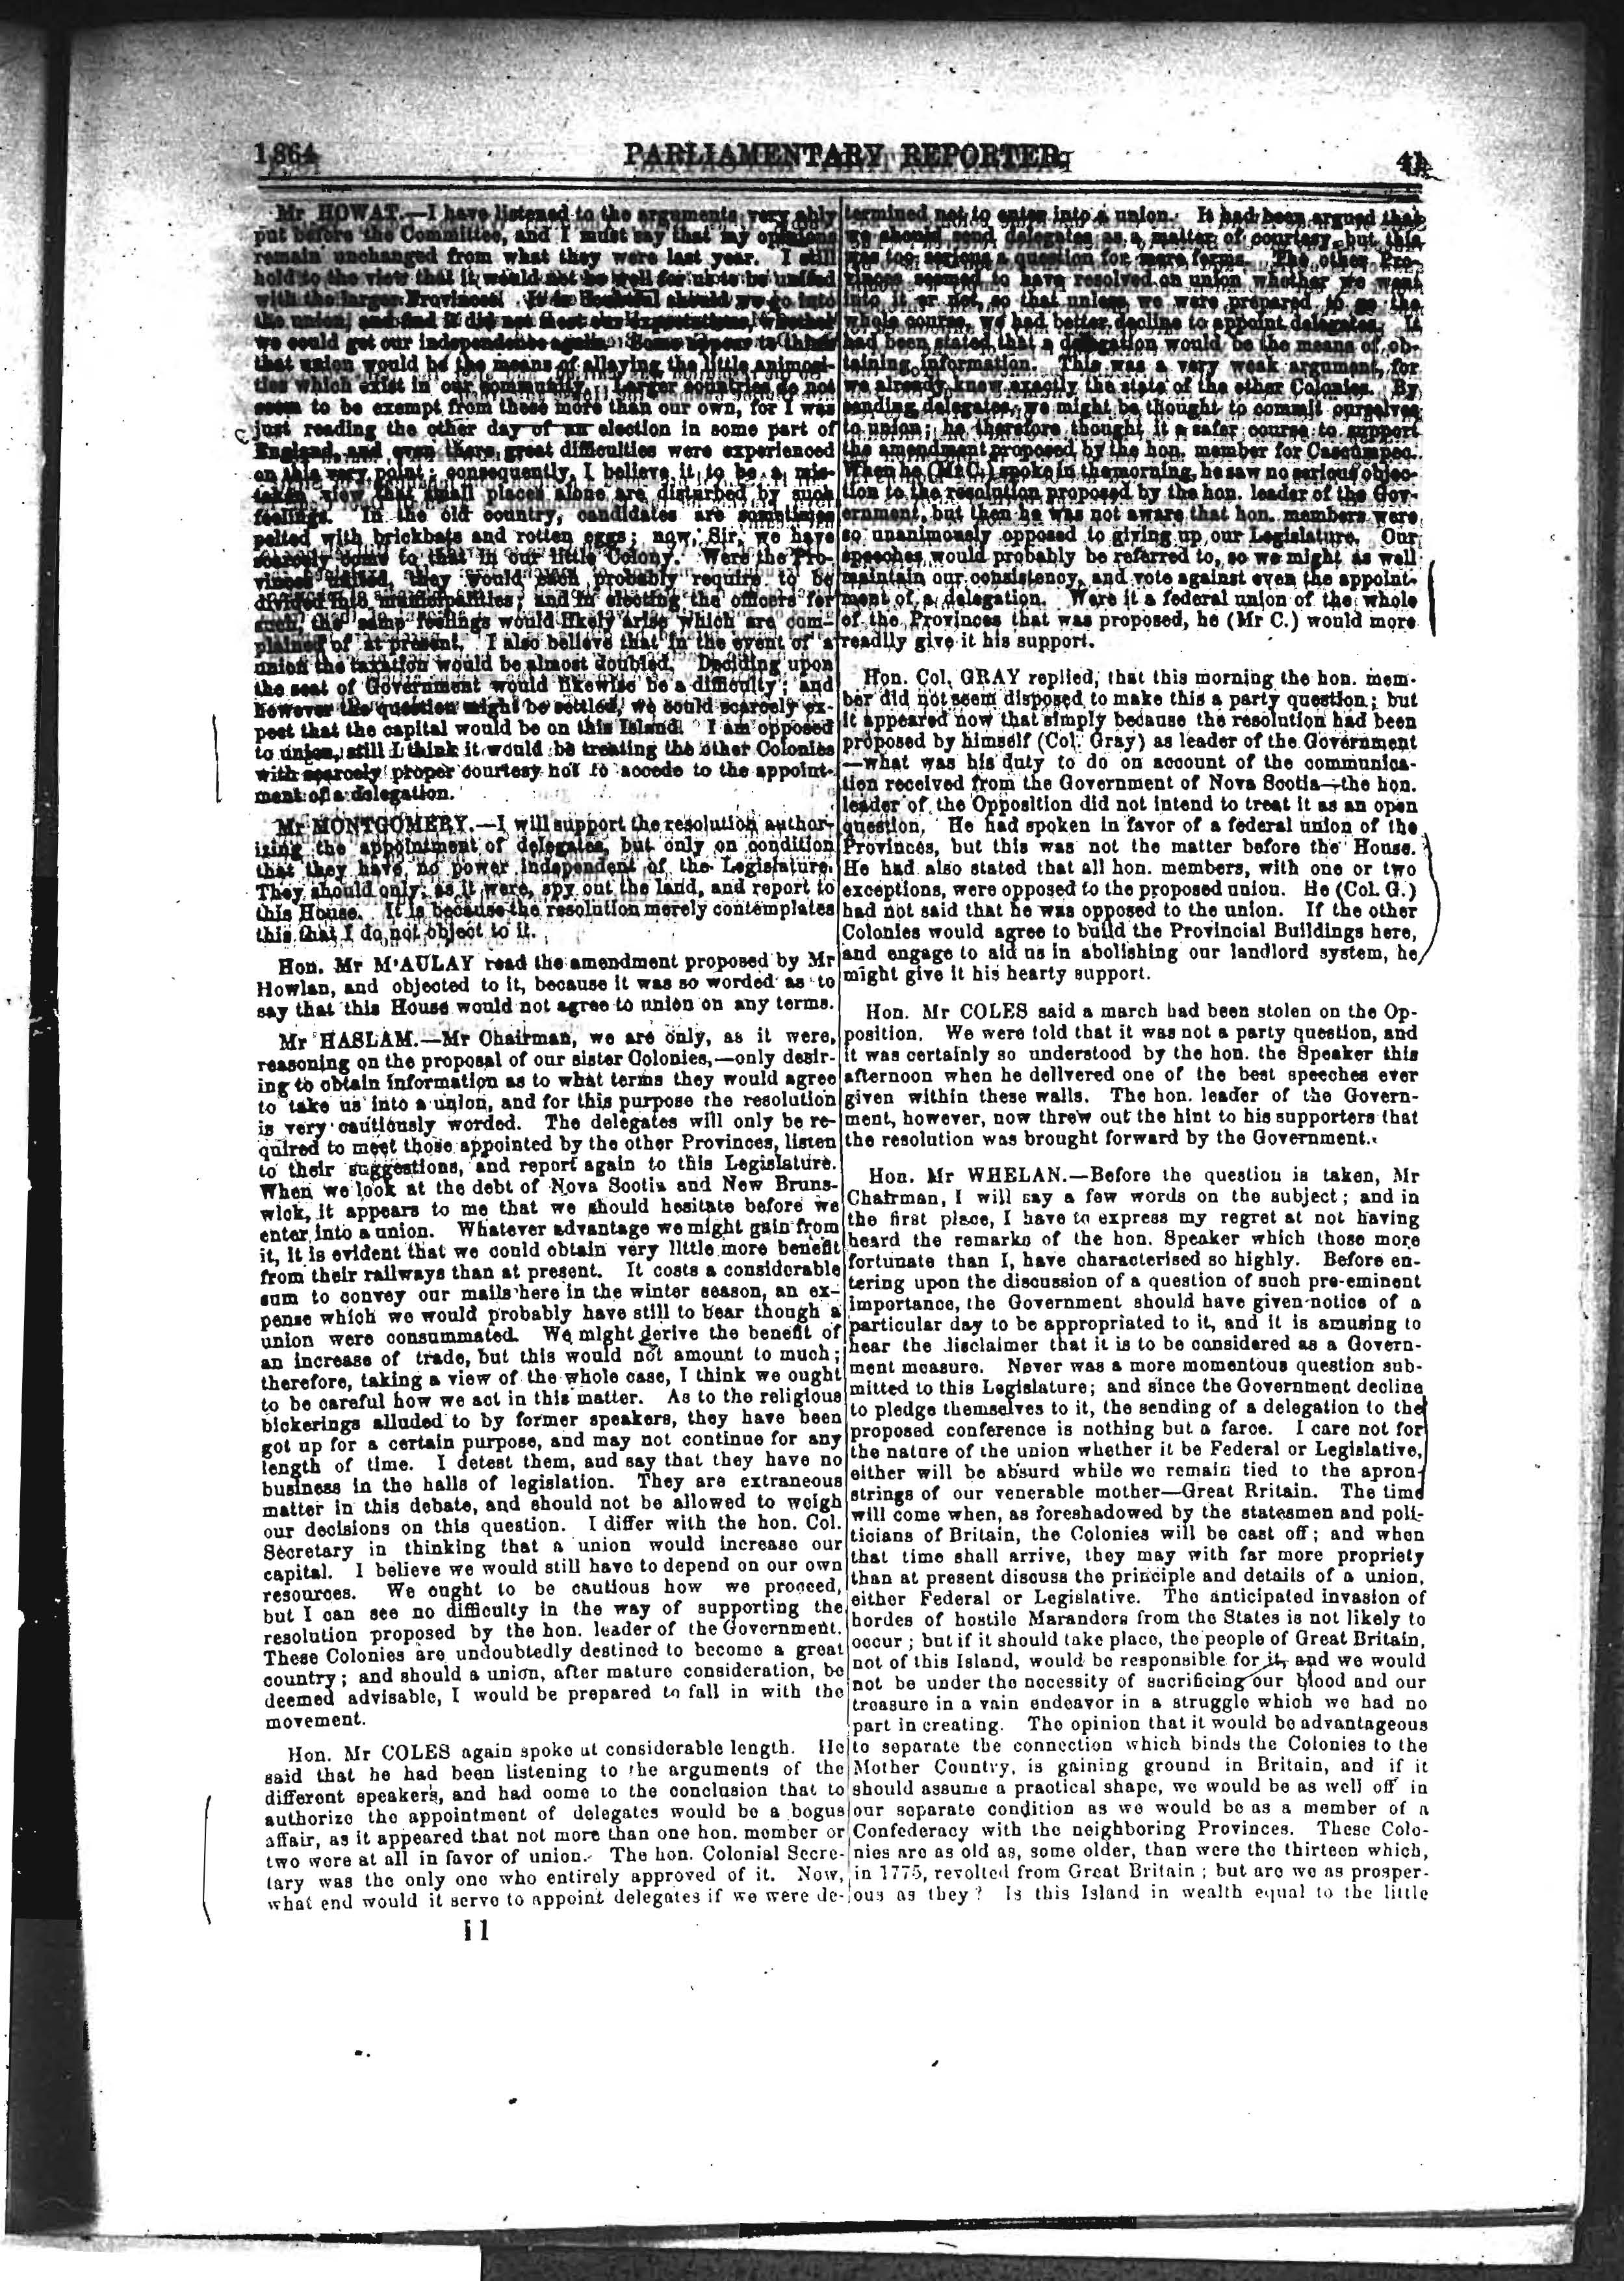 1864
PARLIAMENTARY REPORTER
41
Mr HOWAT.—I have listened to the arguments very ably
put before the Committee, and I must say that my opinions
remain unchanged from what they were last year. I still
hold to the view that it would not be well for us to be united
with the larger Provinces. It is doubtful should we go into
the union, and find it did not meet our expectations, whether
we could get our independence again. Some appear to think
that union would be the means of allaying the little animosi-
ties which exist in our community. Larger countries do not
seem to be exempt from these more than our own, for I was
just reading the other day of an election in some part of
England, and even there great difficulties were experienced
on this very point; consequently, I believe it to be a mis-
taken view that small places alone are disturbed by such
feelings. In the old country, candidates are sometimes
pelted with brickbats and rotten eggs; now, Sir, we have
scarcely come to that in our little Colony. Were the Pro-
vinces united, they would each probably require to be
divided into municipalities; and in electing the officers for
such, the same feelings would likely arise which are com-
plained of at present. I also believe that in the event of a
union the taxation would be almost doubled. Deciding upon
the seat of Government would likewise be a difficulty; and
however the question might be settled, we could scarcely ex-
pect that the capital would be on this Island. I am opposed
to union, still I think it would be treating the other Colonies
with scarcely proper courtesy not to accede to the appoint-
ment of a delegation.
Mr MONTGOMERY.—I will support the resolution author-
izing the appointment of delegates, but only on condition
that they have no power independent of the Legislature.
They should only, as it were, spy out the land, and report to
this House. It is because the resolution merely contemplates
this that I do not object to it.
Hon. Mr M'AULAY read the amendment proposed by Mr
Howlan, and objected to it, because it was so worded as to
say that this House would not agree to union on any terms.
Mr HASLAM.—Mr Chairman, we are only, as it were,
reasoning on the proposal of our sister Colonies,—only desir-
ing to obtain information as to what terms they would agree
to take us into a union, and for this purpose the resolution
is very cautiously worded. The delegates will only be re-
quired to meet those appointed by the other Provinces, listen
to their suggestions, and report again to this Legislature.
When we look at the debt of Nova Scotia and New Bruns-
wick, it appears to me that we should hesitate before we
enter into a union. Whatever advantage we might gain from
it, it is evident that we could obtain very little more benefit
from their railways than at present. It costs a considerable
sum to convey our mails here in the winter season, an ex-
pense which we would probably have still to bear though a
union were consummated. We might derive the benefit of
an increase of trade, but this would not amount to much;
therefore, taking a view of the whole case, I think we ought
to be careful how we act in this matter. As to the religious
bickerings alluded to by former speakers, they have been
got up for a certain purpose, and may not continue for any
length of time. I detest them, and say that they have no
business in the halls of legislation. They are extraneous
matter in this debate, and should not be allowed to weigh
our decisions on this question. I differ with the hon. Col.
Secretary in thinking that a union would increase our
capital. I believe we would still have to depend on our own
resources. We ought to be cautious how we proceed,
but I can see no difficulty in the way of supporting the
resolution proposed by the hon. leader of the Government.
These Colonies are undoubtedly destined to become a great
country; and should a union, after mature consideration, be
deemed advisable, I would be prepared to fall in with the
movement.
Hon. Mr COLES again spoke at considerable length. He
said that he had been listening to the arguments of the
different speakers, and had come to the conclusion that to
authorize the appointment of delegates would be a bogus
affair, as it appeared that not more than one hon. member or
two were at all in favor of union. The hon. Colonial Secre-
tary was the only one who entirely approved of it. Now,
what end would it serve to appoint delegates if we were de-
termined not to enter into a union. It had been argued that
we should send delegates as a matter of courtesy, but this
was too serious a question for mere forms. The other Pro-
vinces seemed to have resolved on union whether we went
into it or not, so that unless we were prepared to go the
whole course, we had better decline to appoint delegates. It
had been stated that a delegation would be the means of ob-
taining information. This was a very weak argument, for
we already knew exactly the state of the other Colonies. By
sending delegates, we might be thought to commit ourselves
to union; he therefore thought it a safer course to support
the amendment proposed by the hon. member for Cascumpec.
When he (Mr C.) spoke in the morning, he saw no serious objec-
tion to the resolution proposed by the hon. leader of the Gov-
ernment, but then he was not aware that hon. members were
so unanimously opposed to giving up our Legislature. Our
speeches would probably be referred to, so we might as well
maintain our consistency, and vote against even the appoint-
ment of a delegation. Were it a federal union of the whole
of the Provinces that was proposed, he (Mr C.) would more
readily give it his support.
Hon. Col. GRAY replied, that this morning the hon. mem-
ber did not seem disposed to make this a party question; but
it appeared now that simply because the resolution had been
proposed by himself (Col. Gray) as leader of the Government
—what was his duty to do on account of the communica-
tion received from the Government of Nova Scotia—the hon.
leader of the Opposition did not intend to treat it as an open
question. He had spoken in favor of a federal union of the
Provinces, but this was not the matter before the House.
He had also stated that all hon. members, with one or two
exceptions, were opposed to the proposed union. He (Col. G.)
had not said that he was opposed to the union. If the other
Colonies would agree to build the Provincial Buildings here,
and engage to aid us in abolishing our landlord system, he
might give it his hearty support.
Hon. Mr COLES said a march had been stolen on the Op-
position. We were told that it was not a party question, and
it was certainly so understood by the hon. the Speaker this
afternoon when he delivered one of the best speeches ever
given within these walls. The hon. leader of the Govern-
ment, however, now threw out the hint to his supporters that
the resolution was brought forward by the Government.
Hon. Mr WHELAN.—Before the question is taken, Mr
Chairman, I will say a few words on the subject; and in
the first place, I have to express my regret at not having
heard the remarks of the hon. Speaker which those more
fortunate than I, have characterised so highly. Before en-
tering upon the discussion of a question of such pre-eminent
importance, the Government should have given notice of a
particular day to be appropriated to it, and it is amusing to
hear the disclaimer that it is to be considered as a Govern-
ment measure. Never was a more momentous question sub-
mitted to this Legislature; and since the Government decline
to pledge themselves to it, the sending of a delegation to the
proposed conference is nothing but a farce. I care not for
the nature of the union whether it be Federal or Legislative,
either will be absurd while we remain tied to the apron-
strings of our venerable mother—Great Britain. The time
will come when, as foreshadowed by the statesmen and poli-
ticians of Britain, the Colonies will be cast off; and when
that time shall arrive, they may with far more propriety
than at present discuss the principle and details of a union,
either Federal or Legislative. The anticipated invasion of
hordes of hostile Maranders from the States is not likely to
occur; but if it should take place, the people of Great Britain,
not of this Island, would be responsible for it, and we would
not be under the necessity of sacrificing our blood and our
treasure in a vain endeavor in a struggle which we had no
part in creating. The opinion that it would be advantageous
to separate the connection which binds the Colonies to the
Mother Country, is gaining ground in Britain, and if it
should assume a practical shape, we would be as well off in
our separate condition as we would be as a member of a
Confederacy with the neighboring Provinces. These Colo-
nies are as old as, some older, than were the thirteen which,
in 1775, revolted from Great Britain; but are we as prosper-
ous as they? Is this Island in wealth equal to the little
11